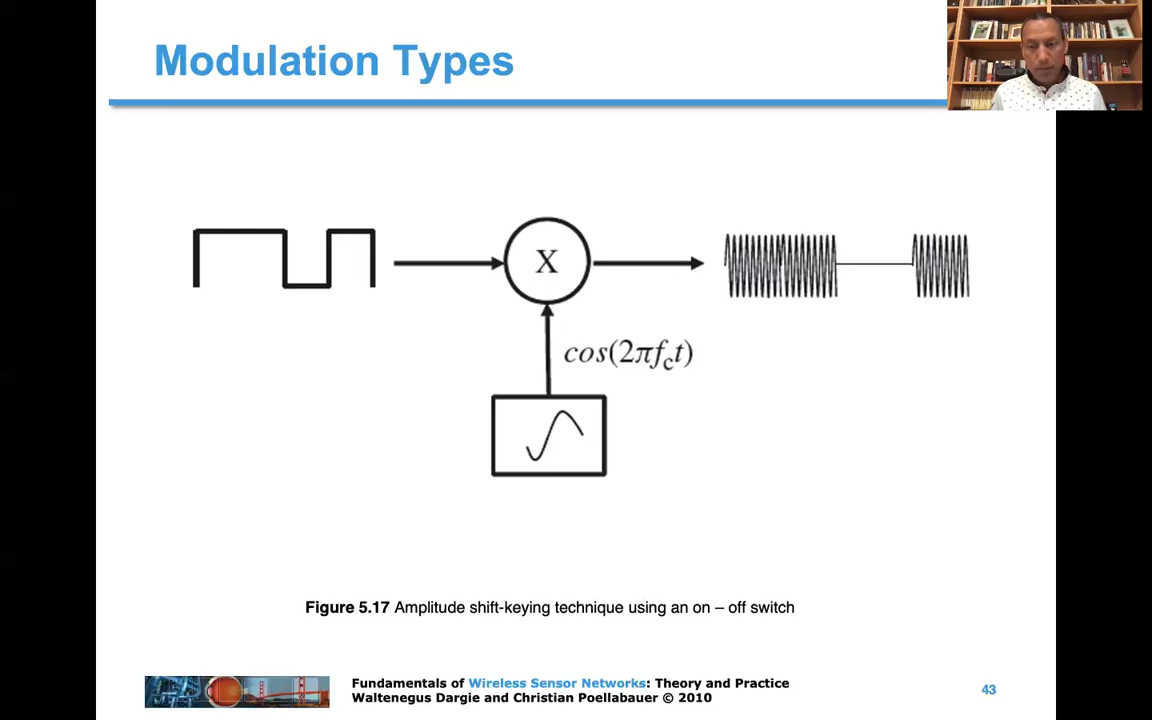 Modulation Types
X
cos(2πf_ct)
Figure 5.17 Amplitude shift-keying technique using an on – off switch
Fundamentals of Wireless Sensor Networks: Theory and Practice
Waltenegus Dargie and Christian Poellabauer © 2010
43